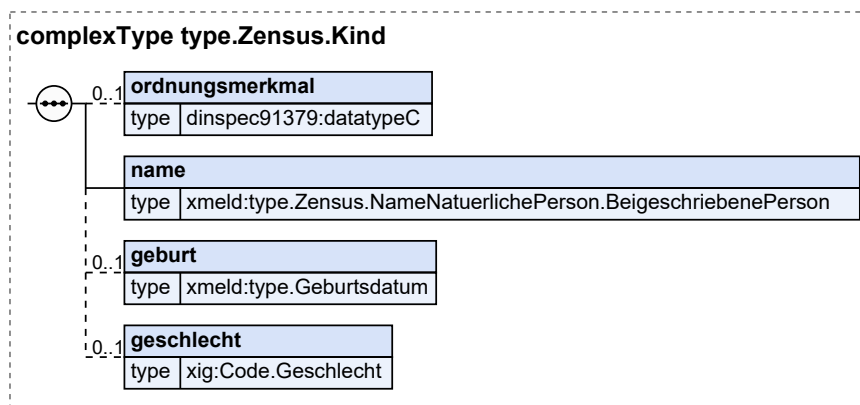 complexType type.Zensus.Kind
0..1
ordnungsmerkmal
type dinspec91379:datatypeC
name
type xmeld:type.Zensus.NameNatuerlichePerson.BeigeschriebenePerson
0..1
geburt
type xmeld:type.Geburtsdatum
0..1
geschlecht
type xig:Code.Geschlecht